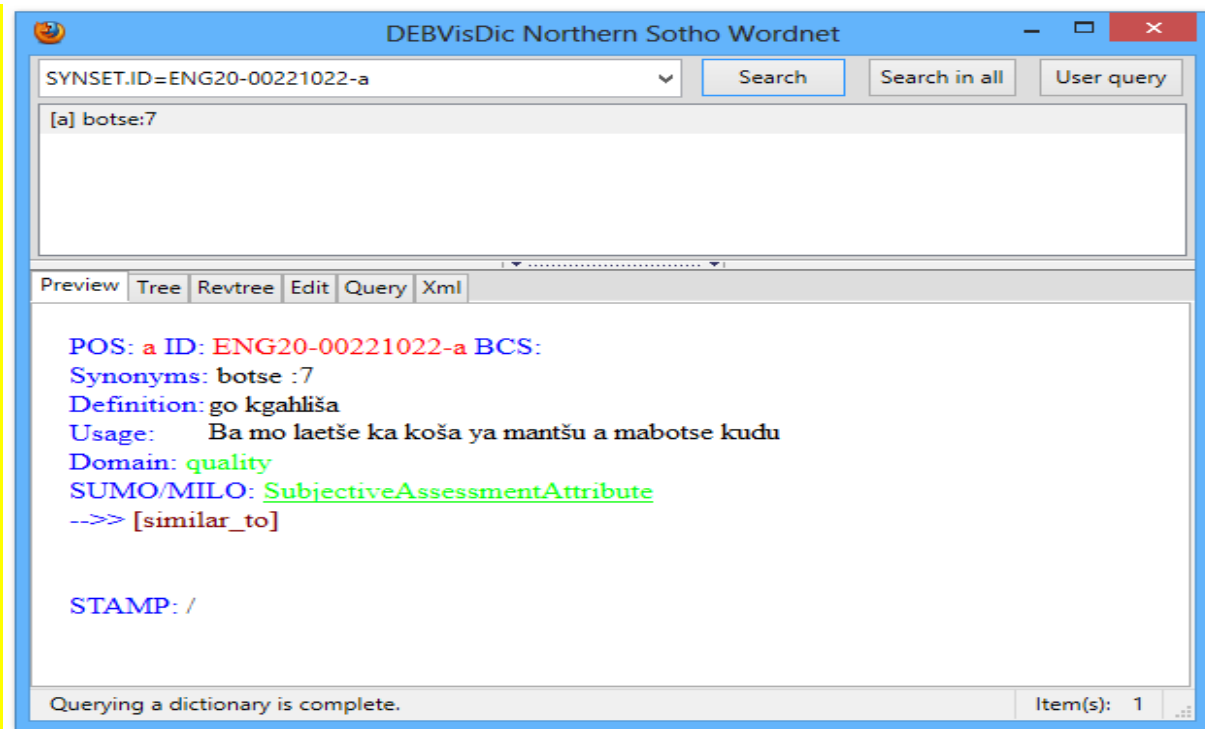 DEBVisDic Northern Sotho Wordnet
SYNSET.ID=ENG20-00221022-a Search Search in all User query
[a] botse:7
Preview Tree Revtree Edit Query Xml
POS: a ID: ENG20-00221022-a BCS:
Synonyms: botse :7
Definition: go kgahliša
Usage: Ba mo laetše ka koša ya mantšu a mabotse kudu
Domain: quality
SUMO/MILO: SubjectiveAssessmentAttribute
-->> [similar_to]
STAMP: /
Querying a dictionary is complete. Item(s): 1